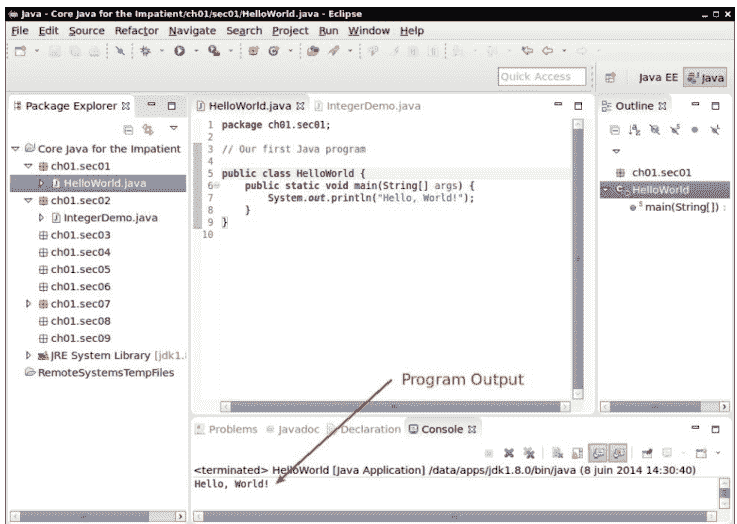 Java - Core Java for the Impatient/ch01/sec01/HelloWorld.java - Eclipse
File Edit Source Refactor Navigate Search Project Run Window Help
Quick Access
Java EE
Java
Package Explorer
Core Java for the Impatient
ch01.sec01
HelloWorld.java
ch01.sec02
IntegerDemo.java
ch01.sec03
ch01.sec04
ch01.sec05
ch01.sec06
ch01.sec07
ch01.sec08
ch01.sec09
JRE System Library [jdk1.
RemoteSystemsTempFiles
HelloWorld.java
IntegerDemo.java
1 package ch01.sec01;
2
3 // Our first Java program
4
5 public class HelloWorld {
6 public static void main(String[] args) {
7 System.out.println("Hello, World!");
8 }
9 }
10
Outline
ch01.sec01
HelloWorld
main(String[]) :
Program Output
Problems
Javadoc
Declaration
Console
<terminated> HelloWorld [Java Application] /data/apps/jdk1.8.0/bin/java (8 juin 2014 14:30:40)
Hello, World!